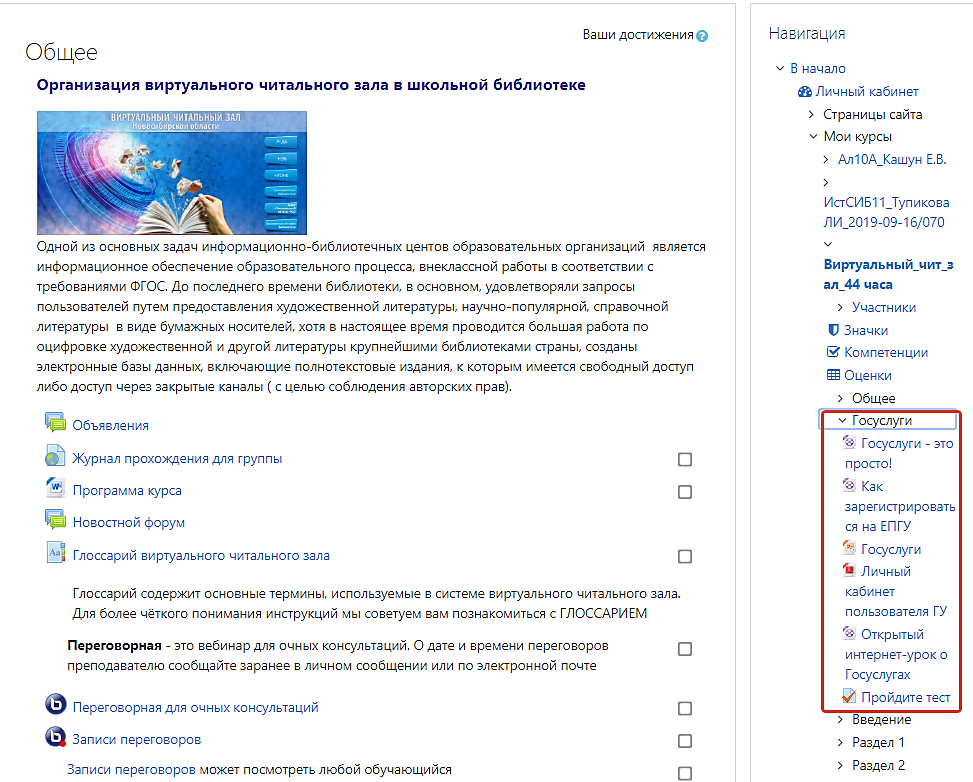 Ваши достижения
Общее
Организация виртуального читального зала в школьной библиотеке
ВИРТУАЛЬНЫЙ ЧИТАЛЬНЫЙ ЗАЛ
Новосибирской области
Одной из основных задач информационно-библиотечных центов образовательных организаций является
информационное обеспечение образовательного процесса, внеклассной работы в соответствии с
требованиями ФГОС. До последнего времени библиотеки, в основном, удовлетворяли запросы
пользователей путем предоставления художественной литературы, научно-популярной, справочной
литературы в виде бумажных носителей, хотя в настоящее время проводится большая работа по
оцифровке художественной и другой литературы крупнейшими библиотеками страны, созданы
электронные базы данных, включающие полнотекстовые издания, к которым имеется свободный доступ
либо доступ через закрытые каналы ( с целью соблюдения авторских прав).
Объявления
Журнал прохождения для группы
Программа курса
Новостной форум
Глоссарий виртуального читального зала
Глоссарий содержит основные термины, используемые в системе виртуального читального зала.
Для более чёткого понимания инструкций мы советуем вам познакомиться с ГЛОССАРИЕМ
Переговорная - это вебинар для очных консультаций. О дате и времени переговоров
преподавателю сообщайте заранее в личном сообщении или по электронной почте
Переговорная для очных консультаций
Записи переговоров
Записи переговоров может посмотреть любой обучающийся
Навигация
В начало
Личный кабинет
Страницы сайта
Мои курсы
Ал10А_Кашун Е.В.
ИстСИБ11_Тупикова
ЛИ_2019-09-16/070
Виртуальный_чит_з
ал_44 часа
Участники
Значки
Компетенции
Оценки
Общее
Госуслуги
Госуслуги - это
просто!
Как
зарегистрировать
ся на ЕПГУ
Госуслуги
Личный
кабинет
пользователя ГУ
Открытый
интернет-урок о
Госуслугах
Пройдите тест
Введение
Раздел 1
Раздел 2